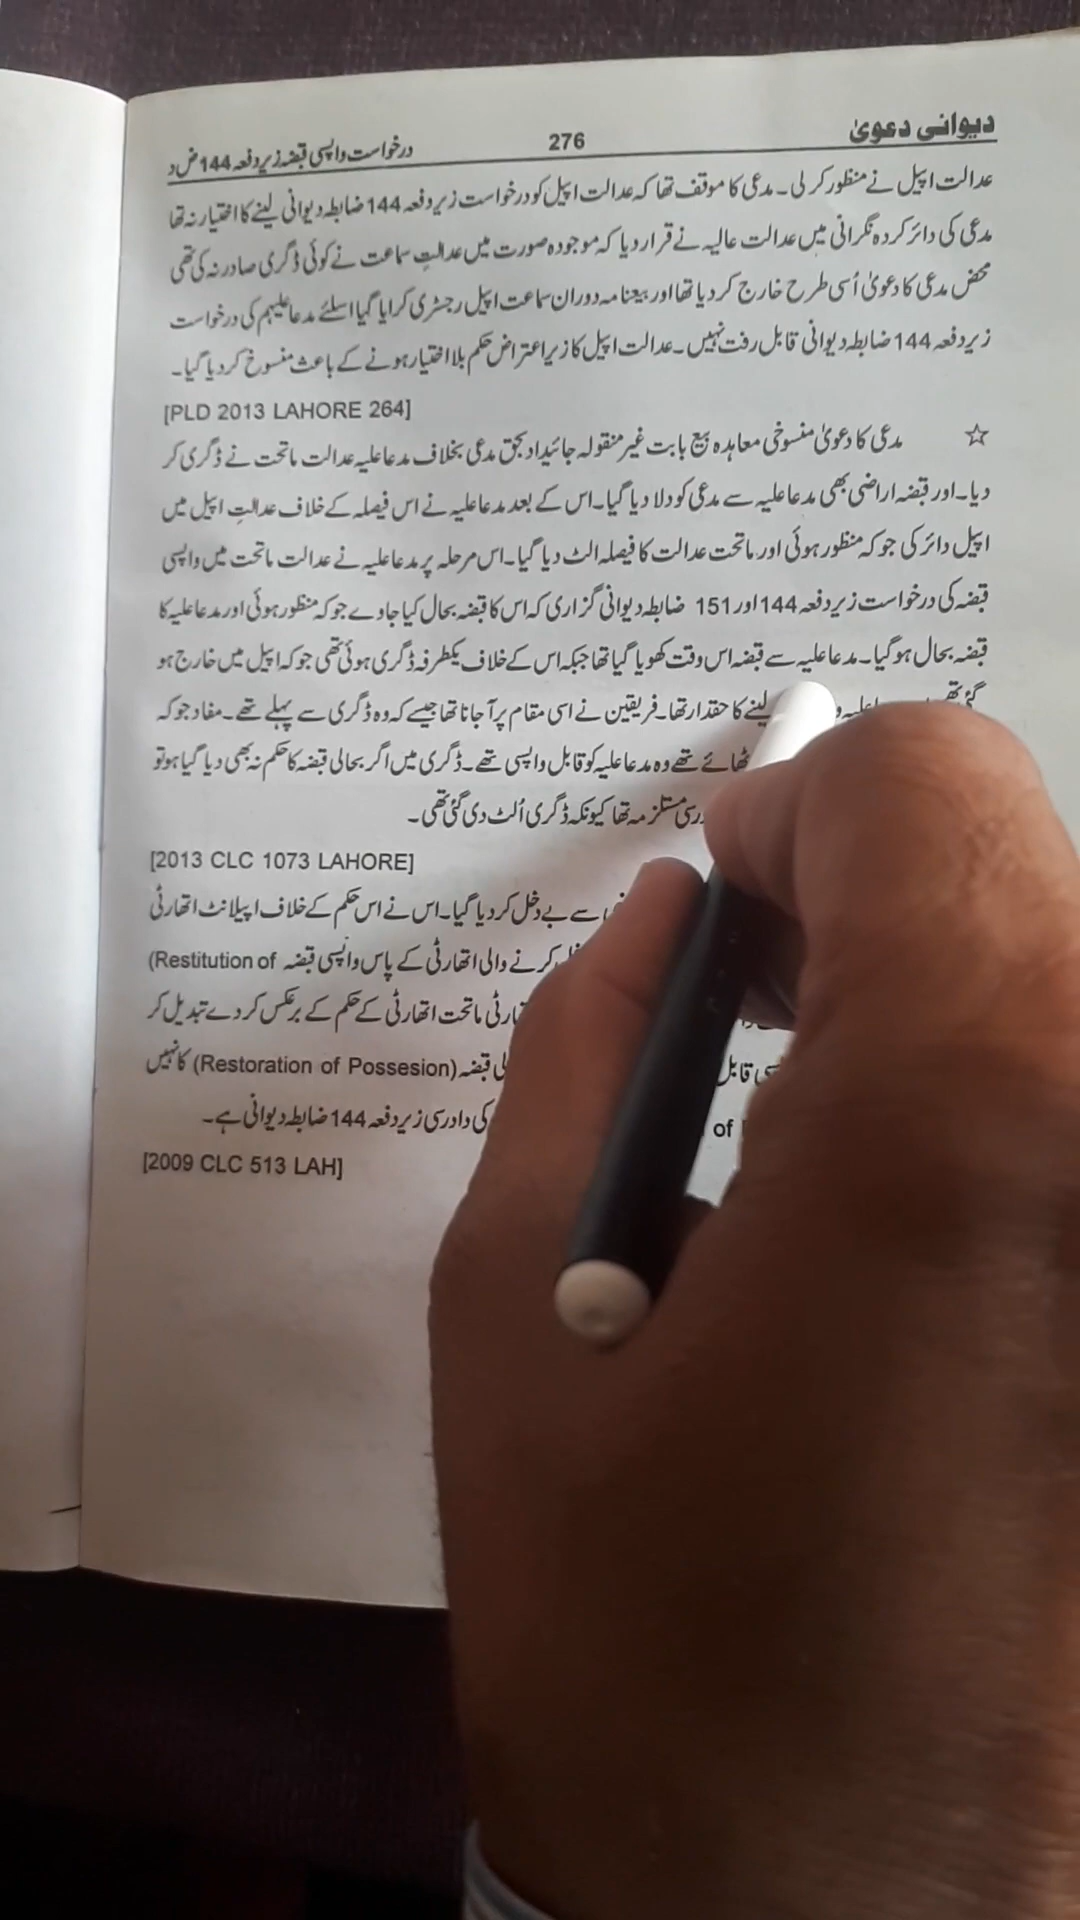 دیوانی دعویٰ 276 درخواست واپسی قبضہ زیر دفعہ 144 ض د
عدالت اپیل نے منظور کر لی۔ مدعی کا موقف تھا کہ عدالت اپیل کو درخواست زیر دفعہ 144 ضابطہ دیوانی لینے کا اختیار نہ تھا
مدعی کی دائر کردہ نگرانی میں عدالت عالیہ نے قرار دیا کہ موجودہ صورت میں عدالتِ سماعت نے کوئی ڈگری صادر نہ کی تھی
محض مدعی کا دعویٰ اُسی طرح خارج کر دیا تھا اور بیعنامہ دوران سماعت اپیل رجسٹری کرایا گیا اسلئے مدعاعلیہم کی درخواست
زیر دفعہ 144 ضابطہ دیوانی قابل رفت نہیں۔ عدالت اپیل کا زیر اعتراض حکم بلا اختیار ہونے کے باعث منسوخ کر دیا گیا۔
[PLD 2013 LAHORE 264]
☆ مدعی کا دعویٰ منسوخی معاہدہ بیع بابت غیر منقولہ جائیداد بحق مدعی بخلاف مدعاعلیہ عدالت ماتحت نے ڈگری کر
دیا۔ اور قبضہ اراضی بھی مدعاعلیہ سے مدعی کو دلا دیا گیا۔ اس کے بعد مدعاعلیہ نے اس فیصلہ کے خلاف عدالتِ اپیل میں
اپیل دائر کی جو کہ منظور ہوئی اور ماتحت عدالت کا فیصلہ الٹ دیا گیا۔ اس مرحلہ پر مدعاعلیہ نے عدالت ماتحت میں واپسی
قبضہ کی درخواست زیر دفعہ 144 اور 151 ضابطہ دیوانی گزاری کہ اس کا قبضہ بحال کیا جاوے جو کہ منظور ہوئی اور مدعاعلیہ کا
قبضہ بحال ہو گیا۔ مدعاعلیہ سے قبضہ اس وقت کھویا گیا تھا جبکہ اس کے خلاف یکطرفہ ڈگری ہوئی تھی جو کہ اپیل میں خارج ہو
گئی تھی لینے کا حقدار تھا۔ فریقین نے اسی مقام پر آ جانا تھا جیسے کہ وہ ڈگری سے پہلے تھے۔ مفاد جو کہ
تھے وہ مدعاعلیہ کو قابل واپسی تھے۔ ڈگری میں اگر بحالی قبضہ کا حکم نہ بھی دیا گیا ہو تو
مستلزمہ تھا کیونکہ ڈگری اُلٹ دی گئی تھی۔
[2013 CLC 1073 LAHORE]
سے بے دخل کر دیا گیا۔ اس نے اس حکم کے خلاف اپیلانٹ اتھارٹی
کرنے والی اتھارٹی کے پاس واپسی قبضہ (Restitution of
ماتحت اتھارٹی کے حکم کے برعکس کر دے تبدیل کر
قابل قبضہ (Restoration of Possesion) کا نہیں
of کی دادرسی زیر دفعہ 144 ضابطہ دیوانی ہے۔
[2009 CLC 513 LAH]